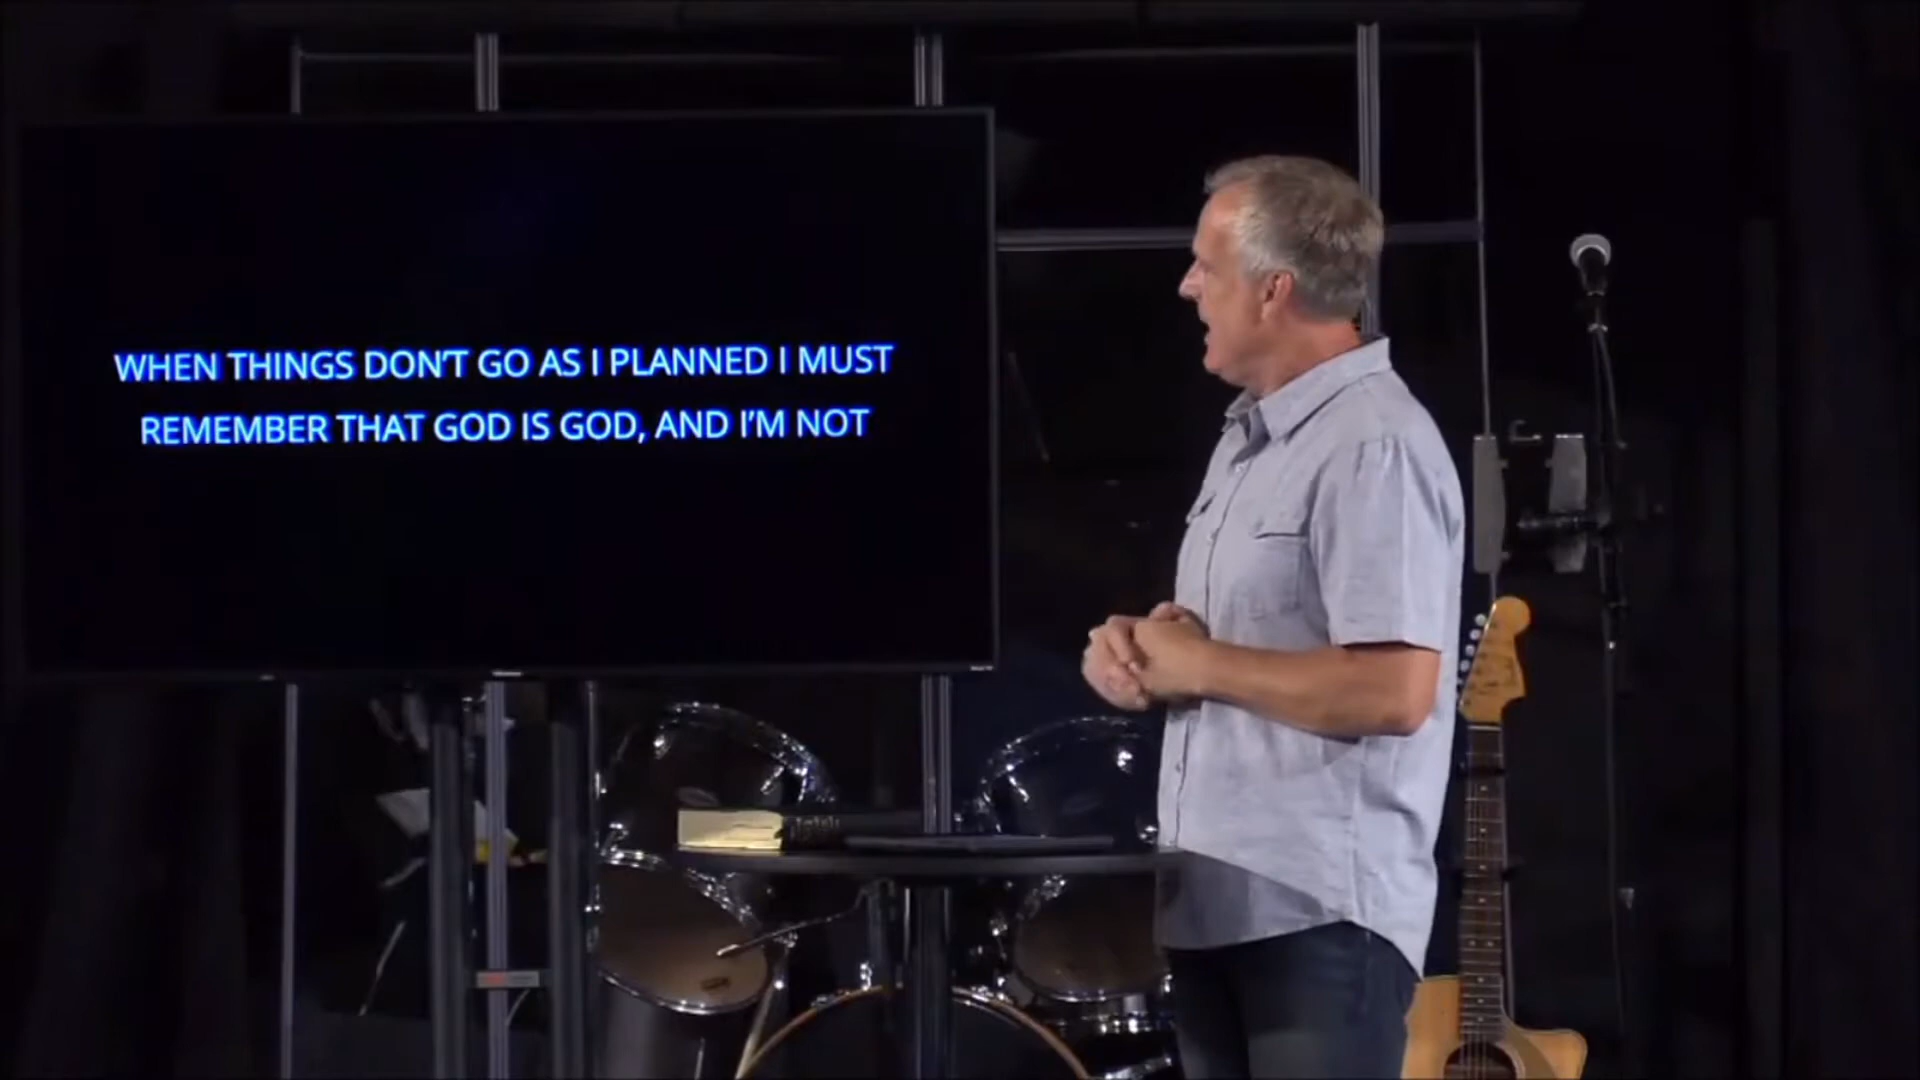 WHEN THINGS DON'T GO AS I PLANNED I MUST
REMEMBER THAT GOD IS GOD, AND I'M NOT